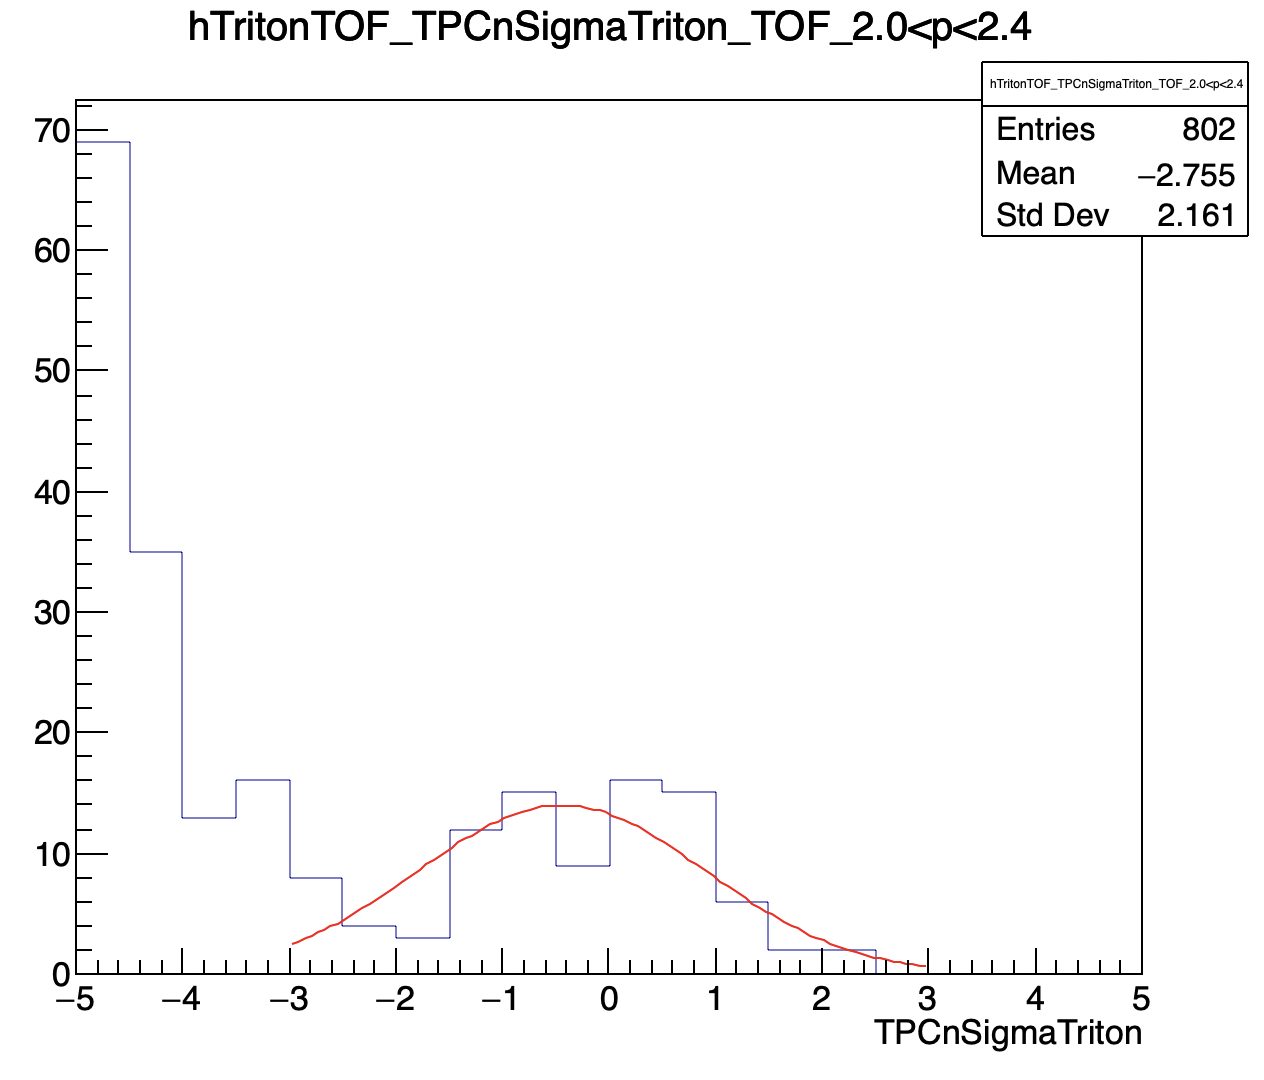 hTritonTOF_TPCnSigmaTriton_TOF_2.0<p<2.4
hTritonTOF_TPCnSigmaTriton_TOF_2.0<p<2.4
Entries 802
Mean −2.755
Std Dev 2.161
70
60
50
40
30
20
10
0
−5 −4 −3 −2 −1 0 1 2 3 4 5
TPCnSigmaTriton